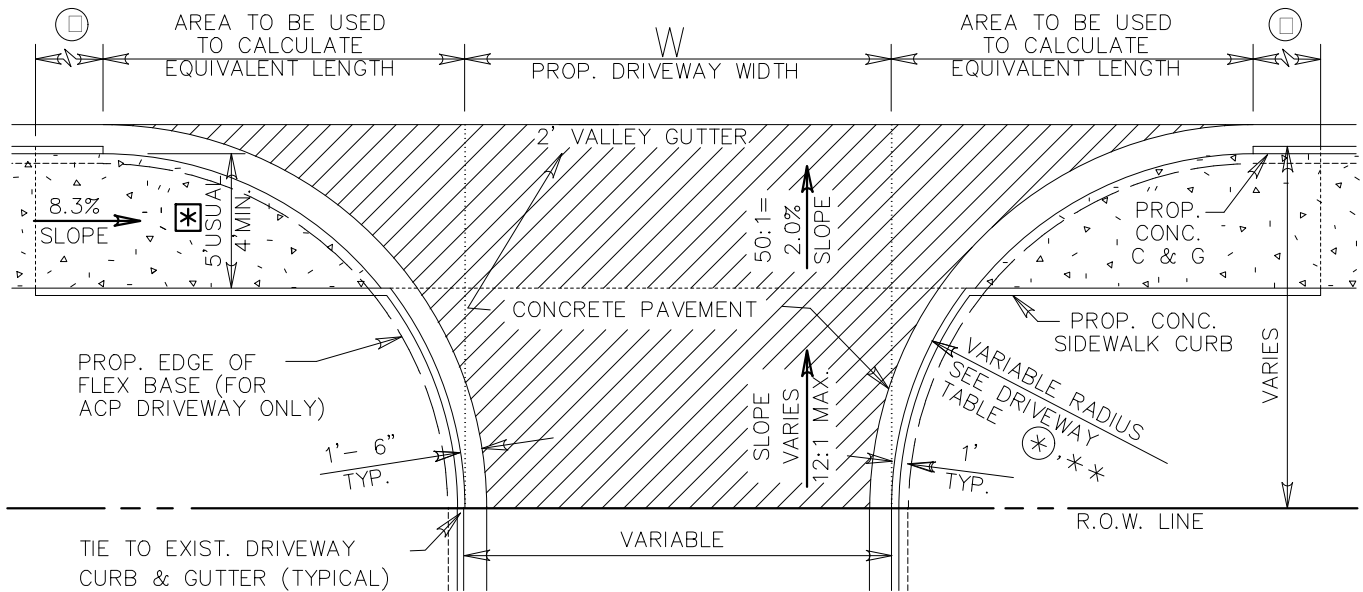 AREA TO BE USED
TO CALCULATE
EQUIVALENT LENGTH
W
PROP. DRIVEWAY WIDTH
AREA TO BE USED
TO CALCULATE
EQUIVALENT LENGTH
2' VALLEY GUTTER
8.3%
SLOPE
*
5' USUAL
4' MIN.
50:1=
2.0%
SLOPE
PROP.
CONC.
C & G
CONCRETE PAVEMENT
PROP. CONC.
SIDEWALK CURB
VARIES
PROP. EDGE OF
FLEX BASE (FOR
ACP DRIVEWAY ONLY)
SLOPE
VARIES
12:1 MAX.
VARIABLE RADIUS
SEE DRIVEWAY
TABLE *, **
1'- 6"
TYP.
1'
TYP.
R.O.W. LINE
TIE TO EXIST. DRIVEWAY
CURB & GUTTER (TYPICAL)
VARIABLE